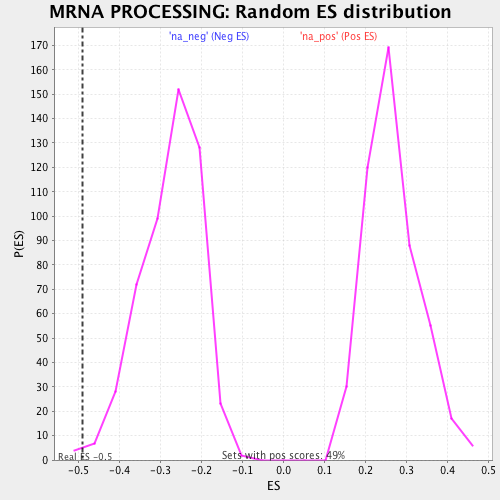 MRNA PROCESSING: Random ES distribution
'na_neg' (Neg ES) 'na_pos' (Pos ES)
170
160
150
140
130
120
110
100
90
80
70
60
50
40
30
20
10
0
P(ES)
Real ES -0.5
Sets with pos scores: 49%
-0.5 -0.4 -0.3 -0.2 -0.1 0.0 0.1 0.2 0.3 0.4 0.5
ES